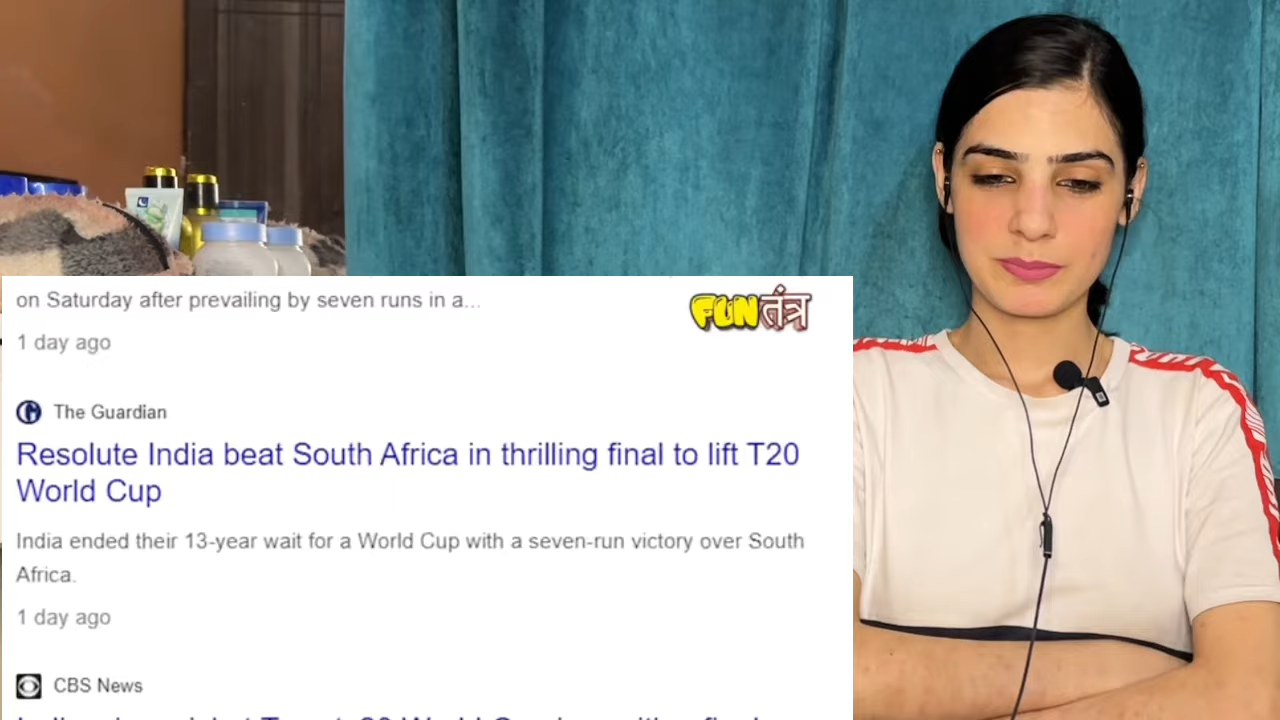 on Saturday after prevailing by seven runs in a...
FUNतंत्र
1 day ago
The Guardian
Resolute India beat South Africa in thrilling final to lift T20
World Cup
India ended their 13-year wait for a World Cup with a seven-run victory over South
Africa.
1 day ago
CBS News